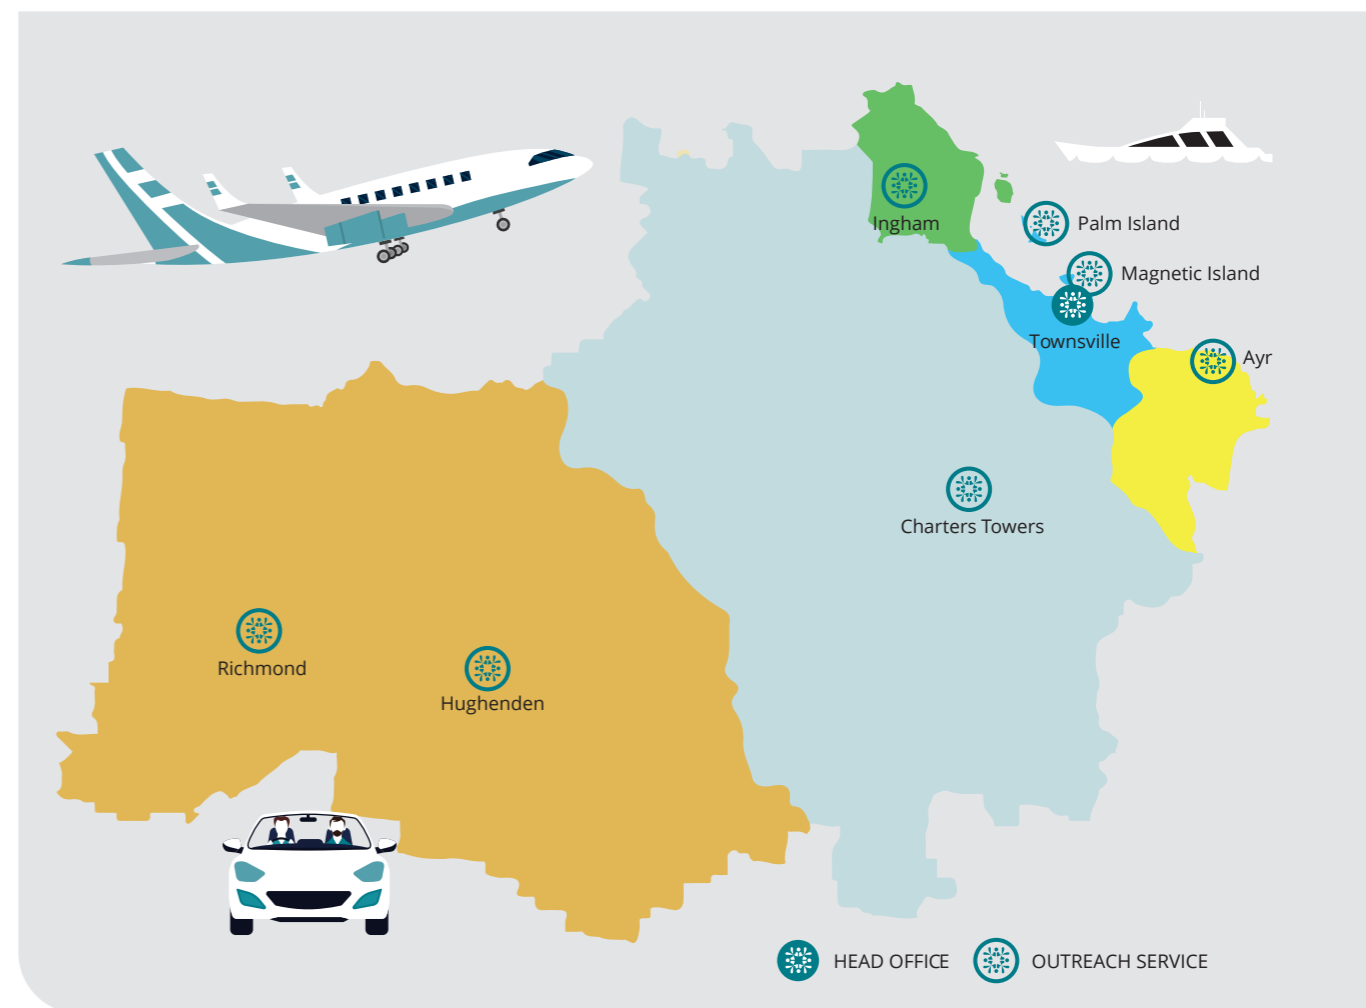 Ingham
Palm Island
Magnetic Island
Townsville
Ayr
Charters Towers
Richmond
Hughenden
HEAD OFFICE
OUTREACH SERVICE